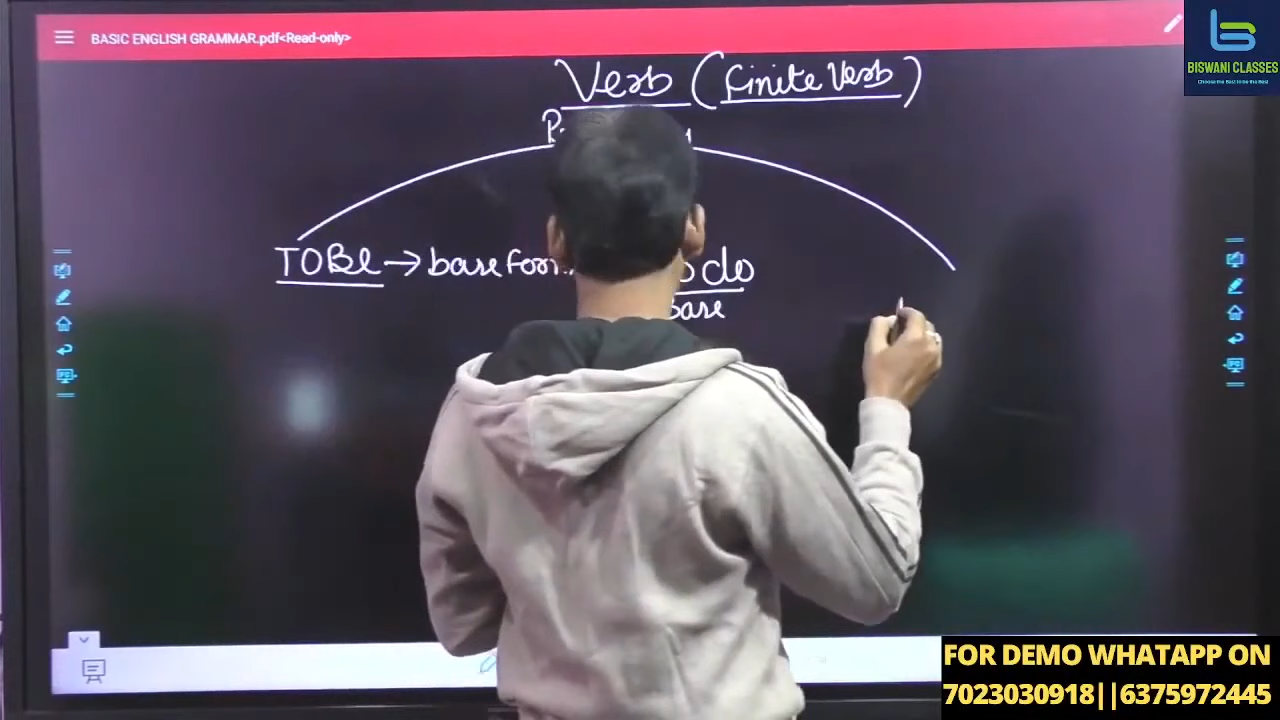 BASIC ENGLISH GRAMMAR.pdf<Read-only>
BISWANI CLASSES
Verb (Finite Verb)
TOBe → base form
do
Base
FOR DEMO WHATAPP ON
7023030918||6375972445